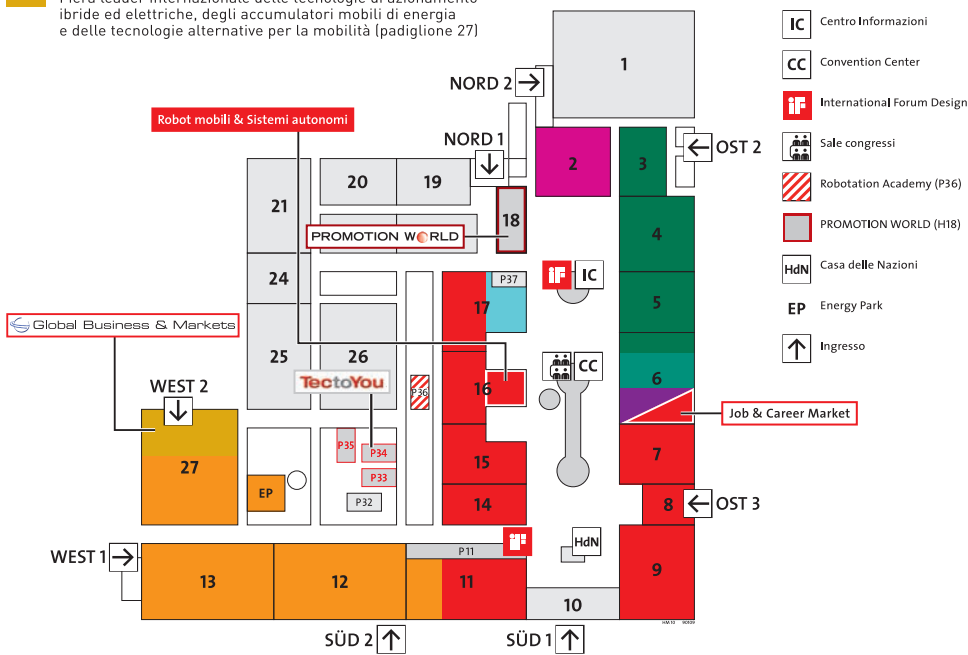 Fiera leader internazionale delle tecnologie di azionamento
ibride ed elettriche, degli accumulatori mobili di energia
e delle tecnologie alternative per la mobilità (padiglione 27)
IC Centro Informazioni
CC Convention Center
iF International Forum Design
Sale congressi
Robotation Academy (P36)
PROMOTION WORLD (H18)
HdN Casa delle Nazioni
EP Energy Park
Ingresso
1
NORD 2
Robot mobili & Sistemi autonomi
NORD 1
2
3
OST 2
20
19
21
18
4
PROMOTION WORLD
24
P37
iF
IC
17
5
Global Business & Markets
25
26
TectoYou
P36
16
CC
6
WEST 2
Job & Career Market
27
P35
P34
P33
P32
EP
15
7
14
8
OST 3
WEST 1
P11
iF
HdN
13
12
11
10
9
SÜD 2
SÜD 1